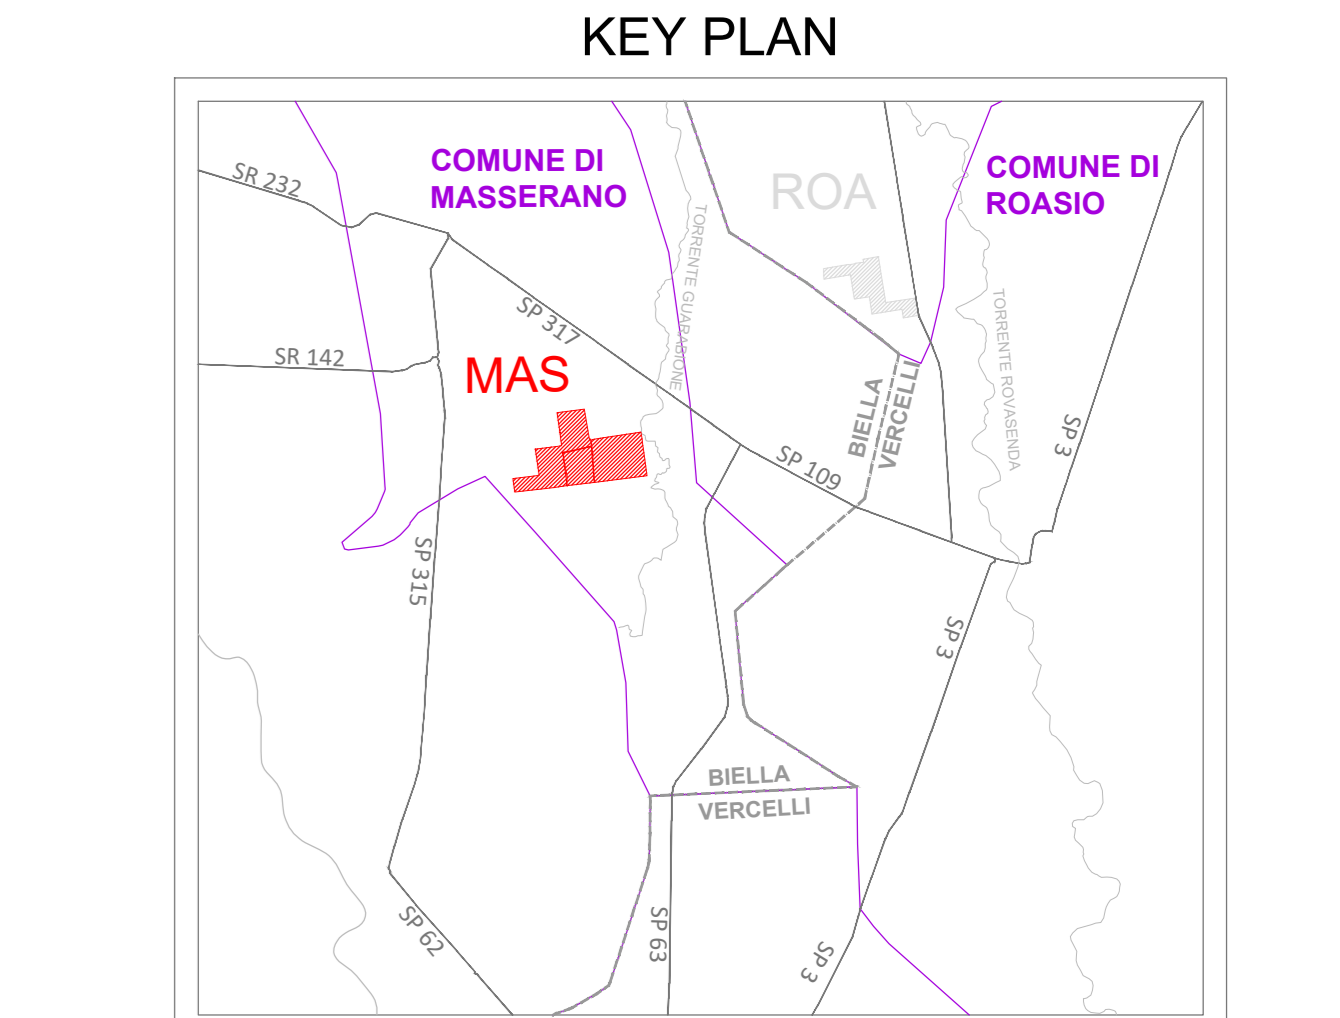 KEY PLAN
COMUNE DI
MASSERANO
COMUNE DI
ROASIO
SR 232
ROA
TORRENTE GUARABIONE
SP 317
TORRENTE ROVASENDA
SR 142
MAS
BIELLA
VERCELLI
SP 3
SP 109
SP 315
SP 3
BIELLA
VERCELLI
SP 62
SP 63
SP 3